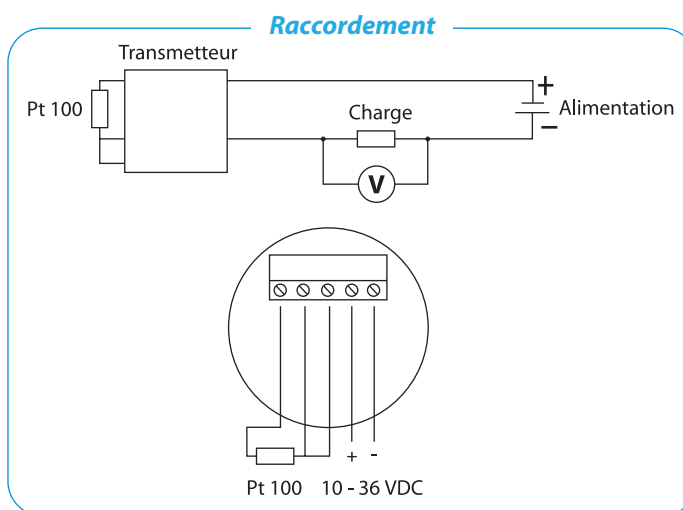 Raccordement
Transmetteur
Pt 100
Charge
+
Alimentation
−
V
+ -
Pt 100 10 - 36 VDC